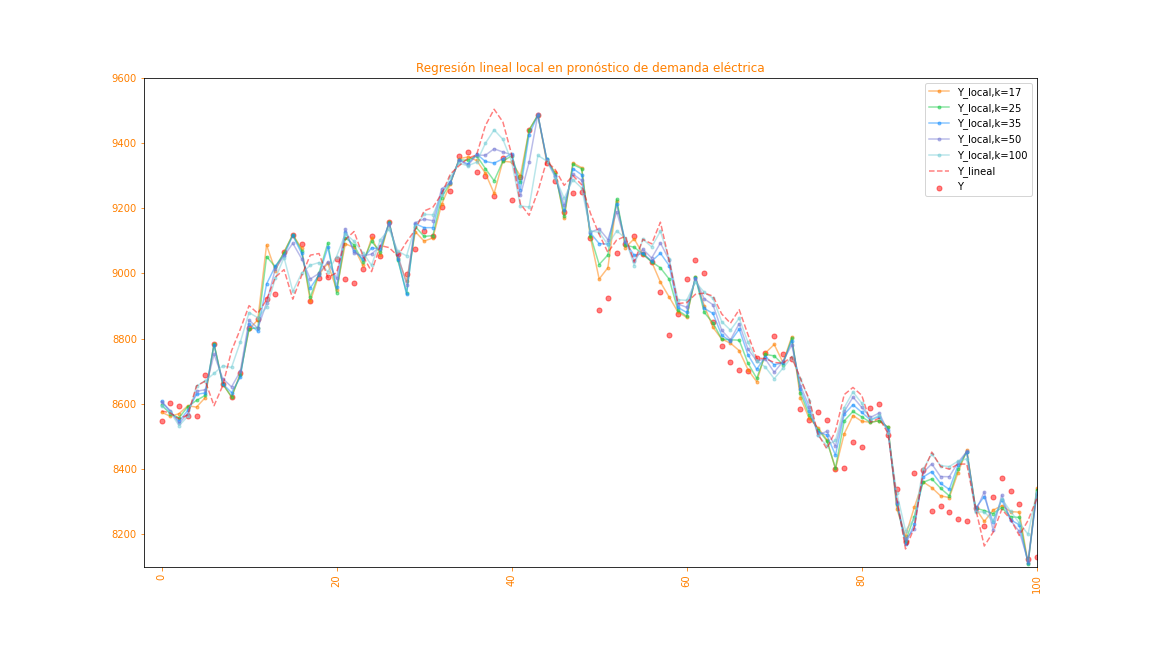 Regresión lineal local en pronóstico de demanda eléctrica
9600
9400
9200
9000
8800
8600
8400
8200
0
20
40
60
80
100
Y_local,k=17
Y_local,k=25
Y_local,k=35
Y_local,k=50
Y_local,k=100
Y_lineal
Y